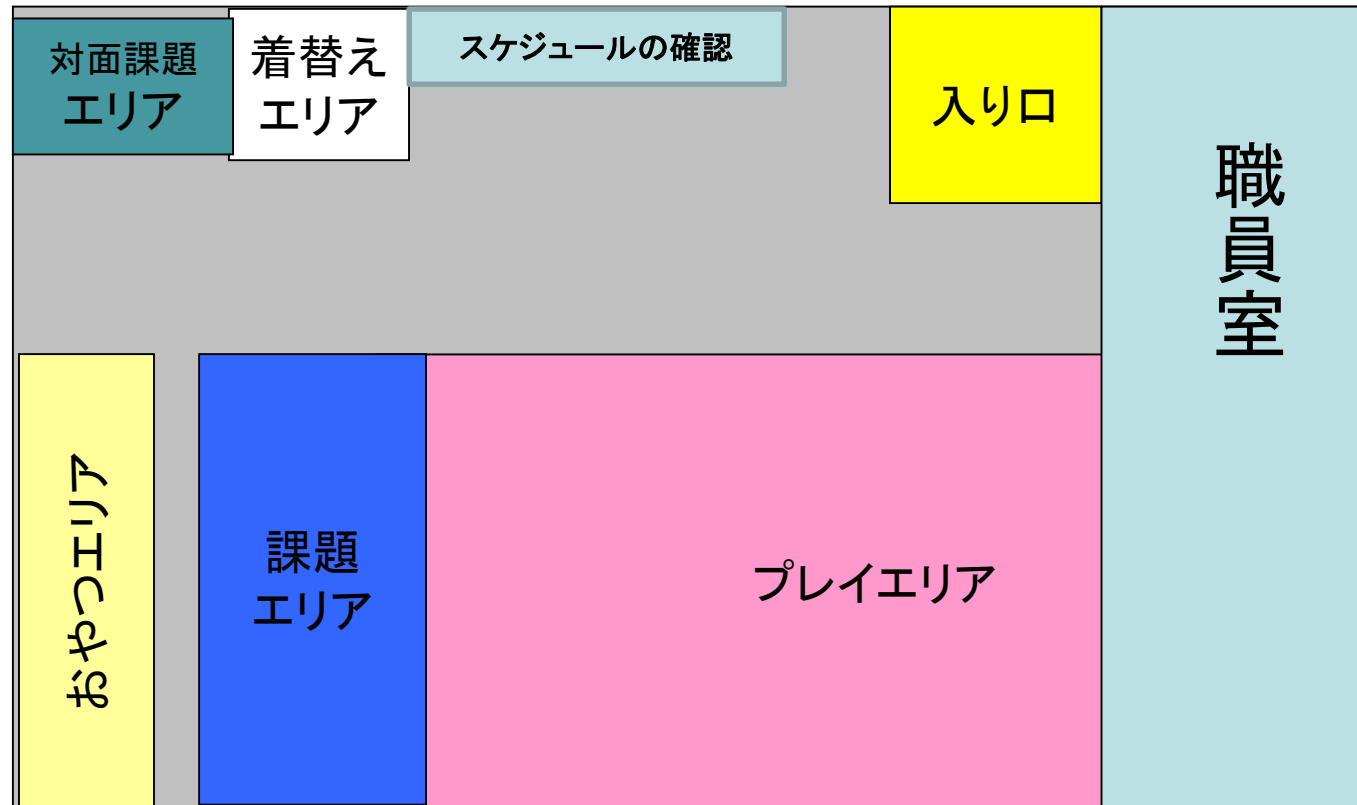 対面課題
エリア
着替え
エリア
スケジュールの確認
入り口
職員室
おやつエリア
課題
エリア
プレイエリア